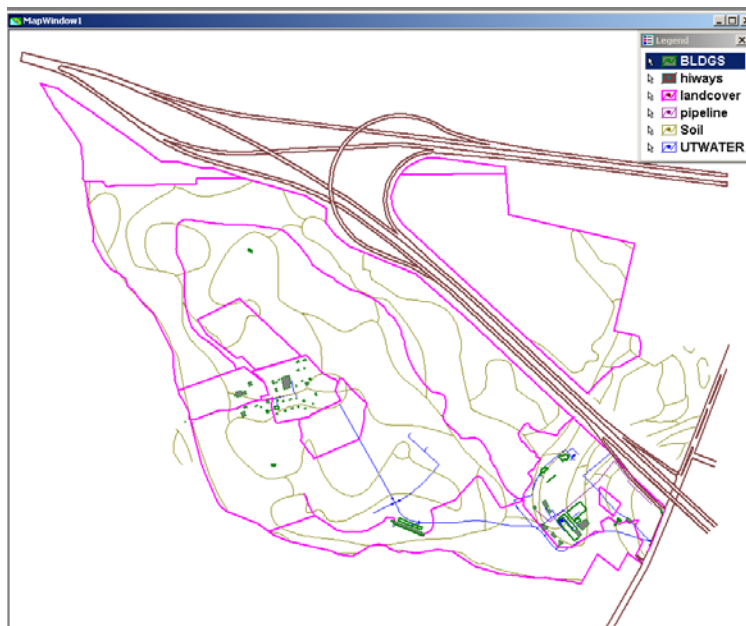 MapWindow1
Legend
BLDGS
hiways
landcover
pipeline
Soil
UTWATER